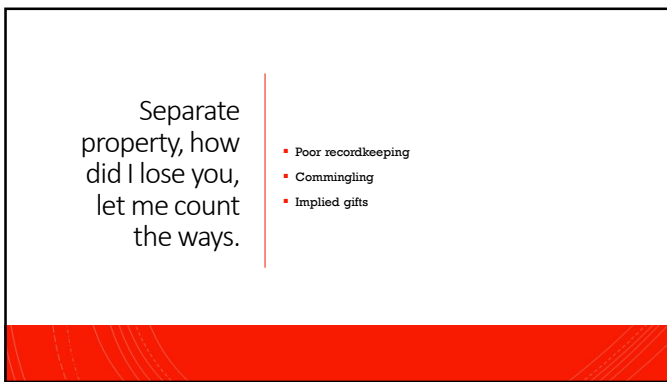 Separate
property, how
did I lose you,
let me count
the ways.
▪ Poor recordkeeping
▪ Commingling
▪ Implied gifts